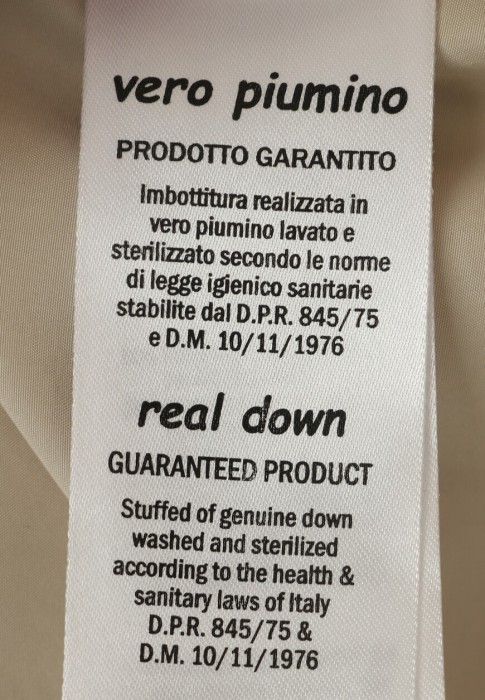 vero piumino
PRODOTTO GARANTITO
Imbottitura realizzata in
vero piumino lavato e
sterilizzato secondo le norme
di legge igienico sanitarie
stabilite dal D.P.R. 845/75
e D.M. 10/11/1976
real down
GUARANTEED PRODUCT
Stuffed of genuine down
washed and sterilized
according to the health &
sanitary laws of Italy
D.P.R. 845/75 &
D.M. 10/11/1976